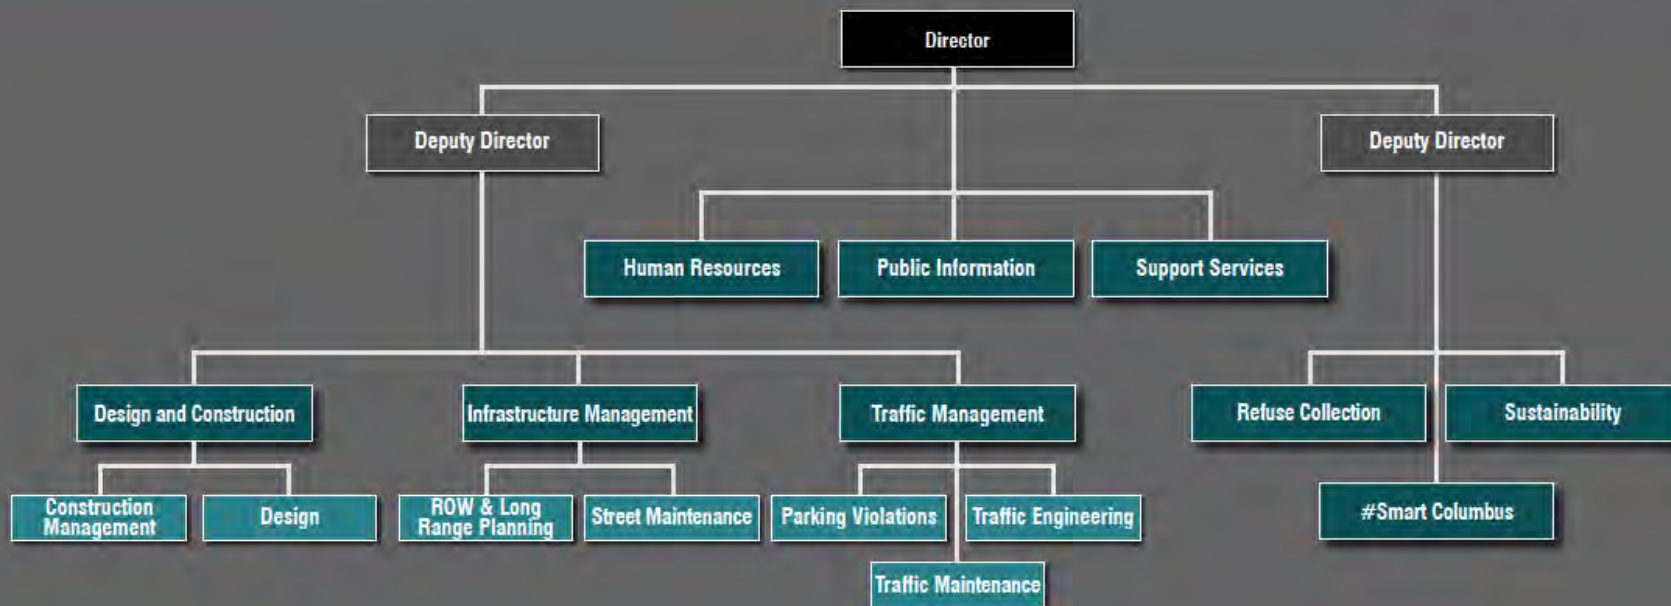 Director
Deputy Director
Deputy Director
Human Resources
Public Information
Support Services
Design and Construction
Infrastructure Management
Traffic Management
Refuse Collection
Sustainability
Construction
Management
Design
ROW & Long
Range Planning
Street Maintenance
Parking Violations
Traffic Engineering
#Smart Columbus
Traffic Maintenance